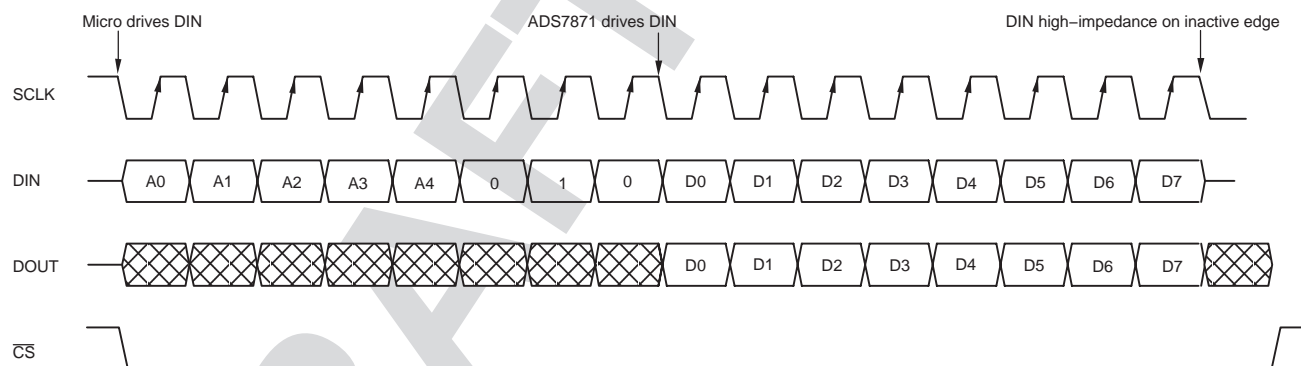 Micro drives DIN ADS7871 drives DIN DIN high−impedance on inactive edge
SCLK
DIN A0 A1 A2 A3 A4 0 1 0 D0 D1 D2 D3 D4 D5 D6 D7
DOUT D0 D1 D2 D3 D4 D5 D6 D7
CS